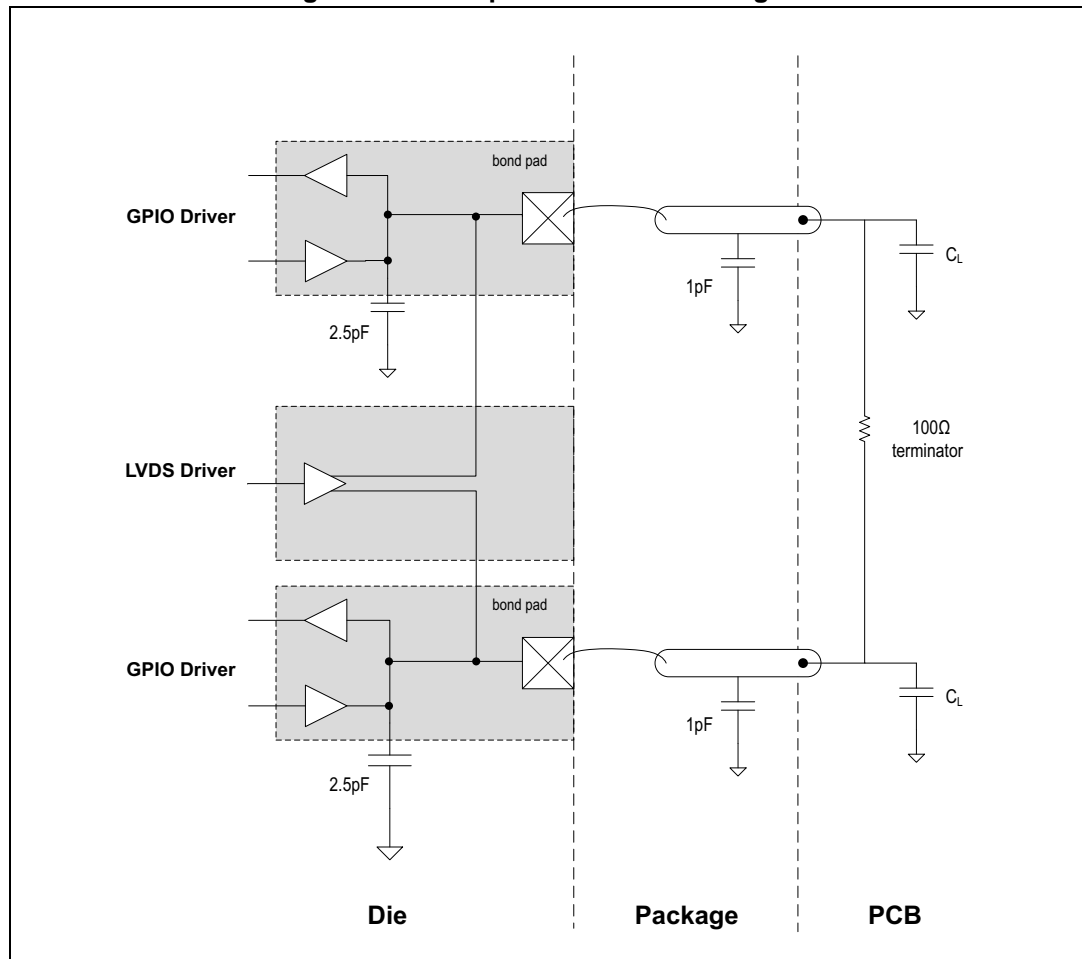 bond pad
GPIO Driver
C_L
1pF
2.5pF
100Ω
terminator
LVDS Driver
bond pad
GPIO Driver
C_L
1pF
2.5pF
Die
Package
PCB